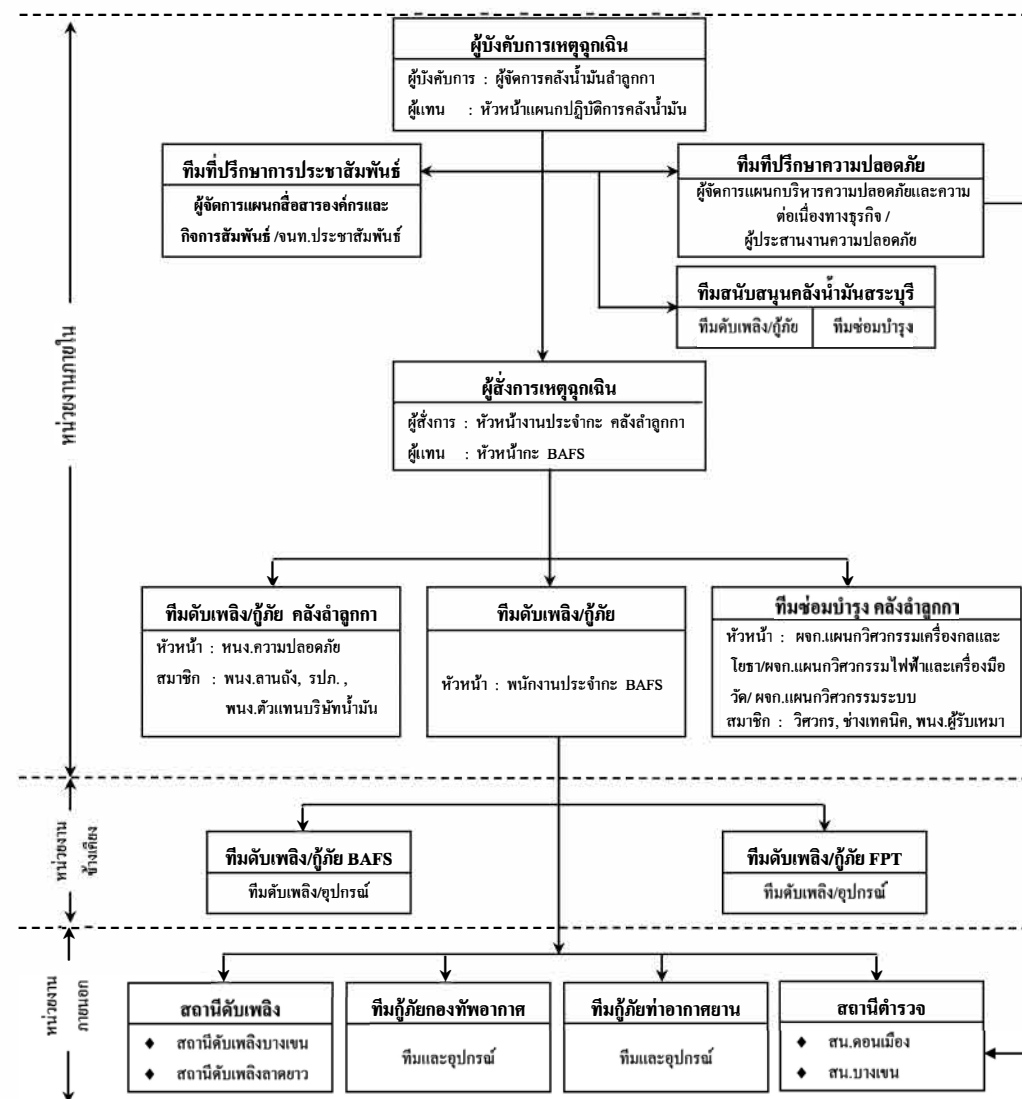 ผู้บังคับการเหตุฉุกเฉิน
ผู้บังคับการ : ผู้จัดการคลังน้ำมันลำลูกกา
ผู้แทน : หัวหน้าแผนกปฏิบัติการคลังน้ำมัน
ทีมที่ปรึกษาการประชาสัมพันธ์
ผู้จัดการแผนกสื่อสารองค์กรและ
กิจการสัมพันธ์ /จนท.ประชาสัมพันธ์
ทีมที่ปรึกษาความปลอดภัย
ผู้จัดการแผนกบริหารความปลอดภัยและความ
ต่อเนื่องทางธุรกิจ /
ผู้ประสานงานความปลอดภัย
ทีมสนับสนุนคลังน้ำมันสระบุรี
ทีมดับเพลิง/กู้ภัย ทีมซ่อมบำรุง
หน่วยงานภายใน
ผู้สั่งการเหตุฉุกเฉิน
ผู้สั่งการ : หัวหน้างานประจำกะ คลังลำลูกกา
ผู้แทน : หัวหน้ากะ BAFS
ทีมดับเพลิง/กู้ภัย คลังลำลูกกา
หัวหน้า : หนง.ความปลอดภัย
สมาชิก : พนง.ลานถัง, รปภ. ,
พนง.ตัวแทนบริษัทน้ำมัน
ทีมดับเพลิง/กู้ภัย
หัวหน้า : พนักงานประจำกะ BAFS
ทีมซ่อมบำรุง คลังลำลูกกา
หัวหน้า : ผจก.แผนกวิศวกรรมเครื่องกลและ
โยธา/ผจก.แผนกวิศวกรรมไฟฟ้าและเครื่องมือ
วัด/ ผจก.แผนกวิศวกรรมระบบ
สมาชิก : วิศวกร, ช่างเทคนิค, พนง.ผู้รับเหมา
หน่วยงาน
ข้างเคียง
ทีมดับเพลิง/กู้ภัย BAFS
ทีมดับเพลิง/อุปกรณ์
ทีมดับเพลิง/กู้ภัย FPT
ทีมดับเพลิง/อุปกรณ์
หน่วยงาน
ภายนอก
สถานีดับเพลิง
♦ สถานีดับเพลิงบางเขน
♦ สถานีดับเพลิงลาดยาว
ทีมกู้ภัยกองทัพอากาศ
ทีมและอุปกรณ์
ทีมกู้ภัยท่าอากาศยาน
ทีมและอุปกรณ์
สถานีตำรวจ
♦ สน.ดอนเมือง
♦ สน.บางเขน